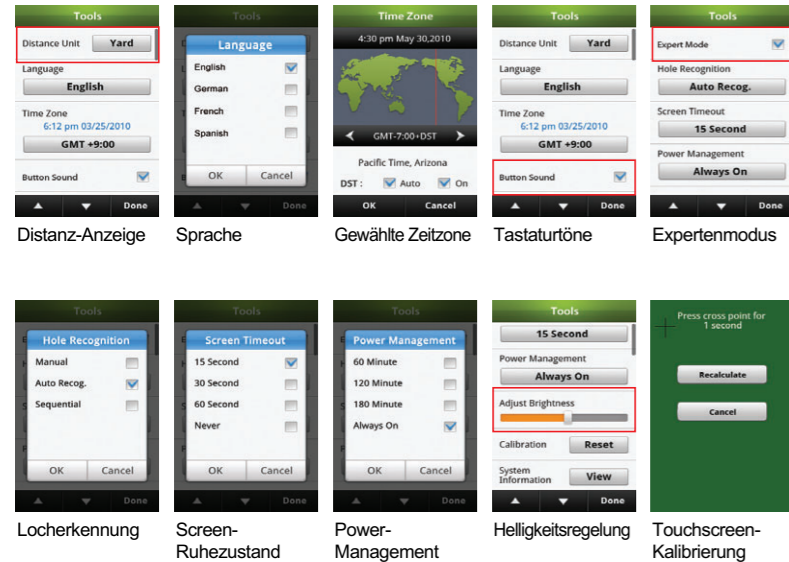 Tools
Distance Unit Yard
Language
English
Time Zone
6:12 pm 03/25/2010
GMT +9:00
Button Sound
Done
Distanz-Anzeige
Tools
Language
English
German
French
Spanish
OK Cancel
Done
Sprache
Time Zone
4:30 pm May 30,2010
GMT-7:00+DST
Pacific Time, Arizona
DST : Auto On
OK Cancel
Gewählte Zeitzone
Tools
Distance Unit Yard
Language
English
Time Zone
6:12 pm 03/25/2010
GMT +9:00
Button Sound
Done
Tastaturtöne
Tools
Expert Mode
Hole Recognition
Auto Recog.
Screen Timeout
15 Second
Power Management
Always On
Done
Expertenmodus
Tools
Hole Recognition
Manual
Auto Recog.
Sequential
OK Cancel
Done
Locherkennung
Tools
Screen Timeout
15 Second
30 Second
60 Second
Never
OK Cancel
Done
Screen-
Ruhezustand
Tools
Power Management
60 Minute
120 Minute
180 Minute
Always On
OK Cancel
Done
Power-
Management
Tools
15 Second
Power Management
Always On
Adjust Brightness
Calibration Reset
System
Information View
Done
Helligkeitsregelung
Press cross point for
1 second
Recalculate
Cancel
Touchscreen-
Kalibrierung